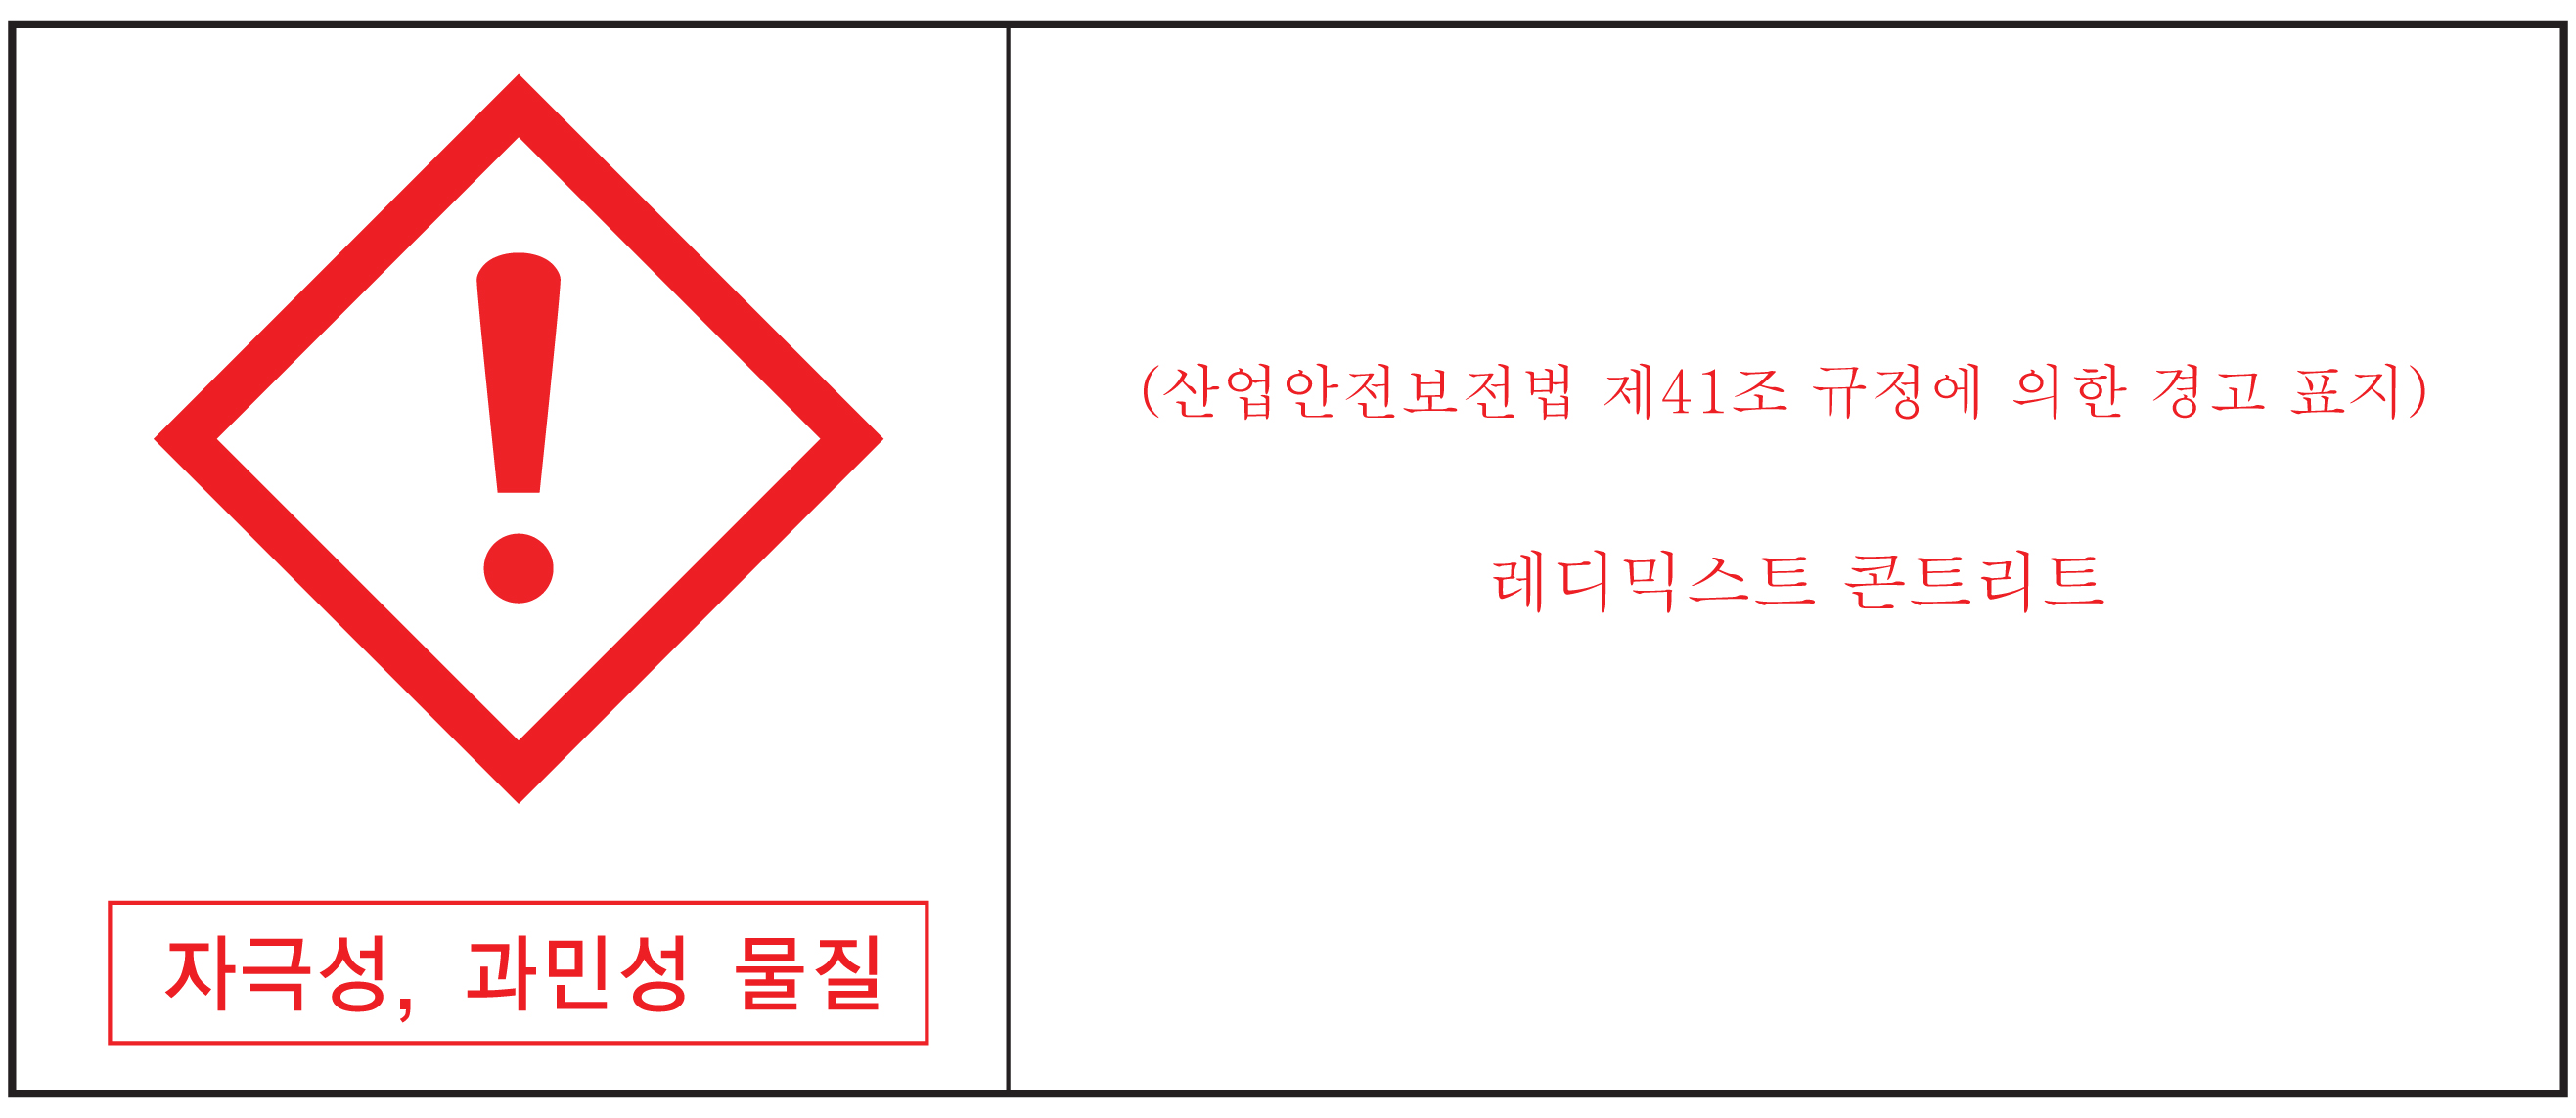 자극성, 과민성 물질
(산업안전보전법 제41조 규정에 의한 경고 표지)
레디믹스트 콘트리트